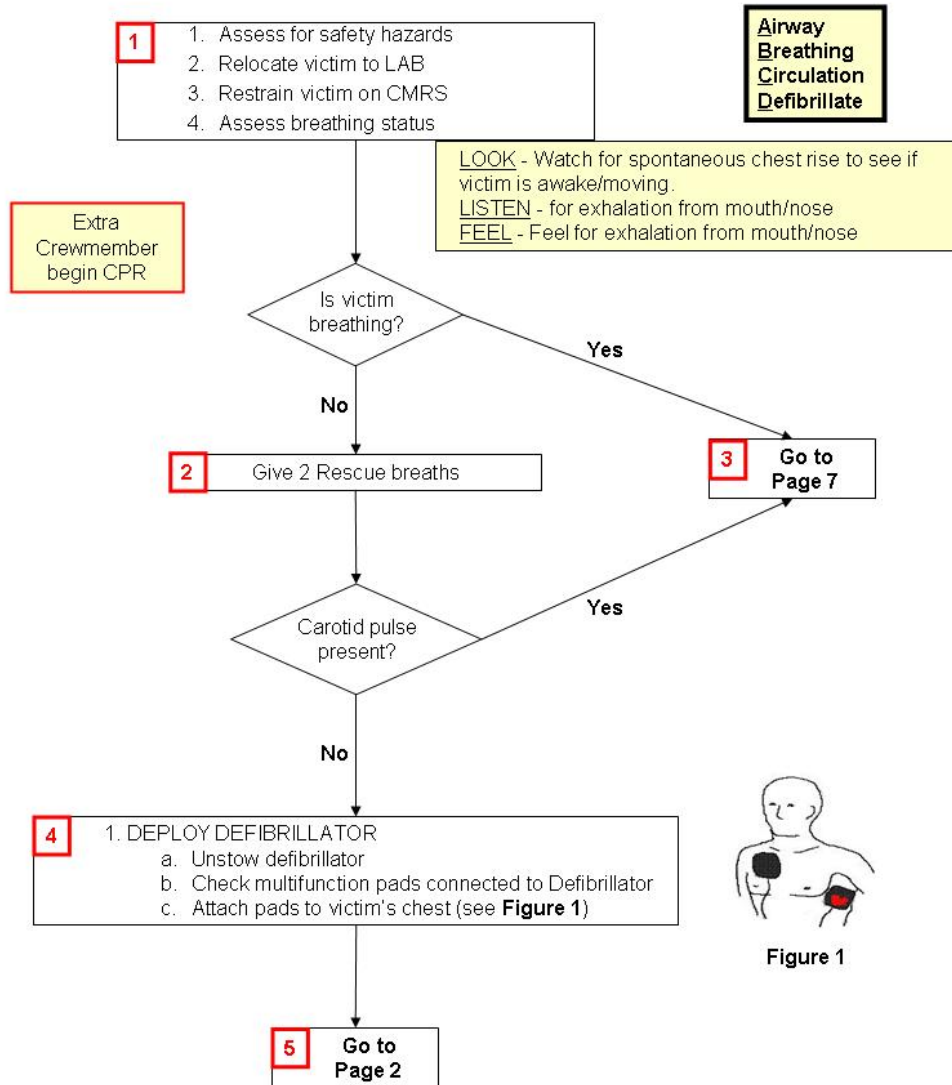 1
1. Assess for safety hazards
2. Relocate victim to LAB
3. Restrain victim on CMRS
4. Assess breathing status
Airway
Breathing
Circulation
Defibrillate
LOOK - Watch for spontaneous chest rise to see if
victim is awake/moving.
LISTEN - for exhalation from mouth/nose
FEEL - Feel for exhalation from mouth/nose
Extra
Crewmember
begin CPR
Is victim
breathing?
Yes
No
2
Give 2 Rescue breaths
3
Go to
Page 7
Carotid pulse
present?
Yes
No
4
1. DEPLOY DEFIBRILLATOR
a. Unstow defibrillator
b. Check multifunction pads connected to Defibrillator
c. Attach pads to victim's chest (see Figure 1)
Figure 1
5
Go to
Page 2